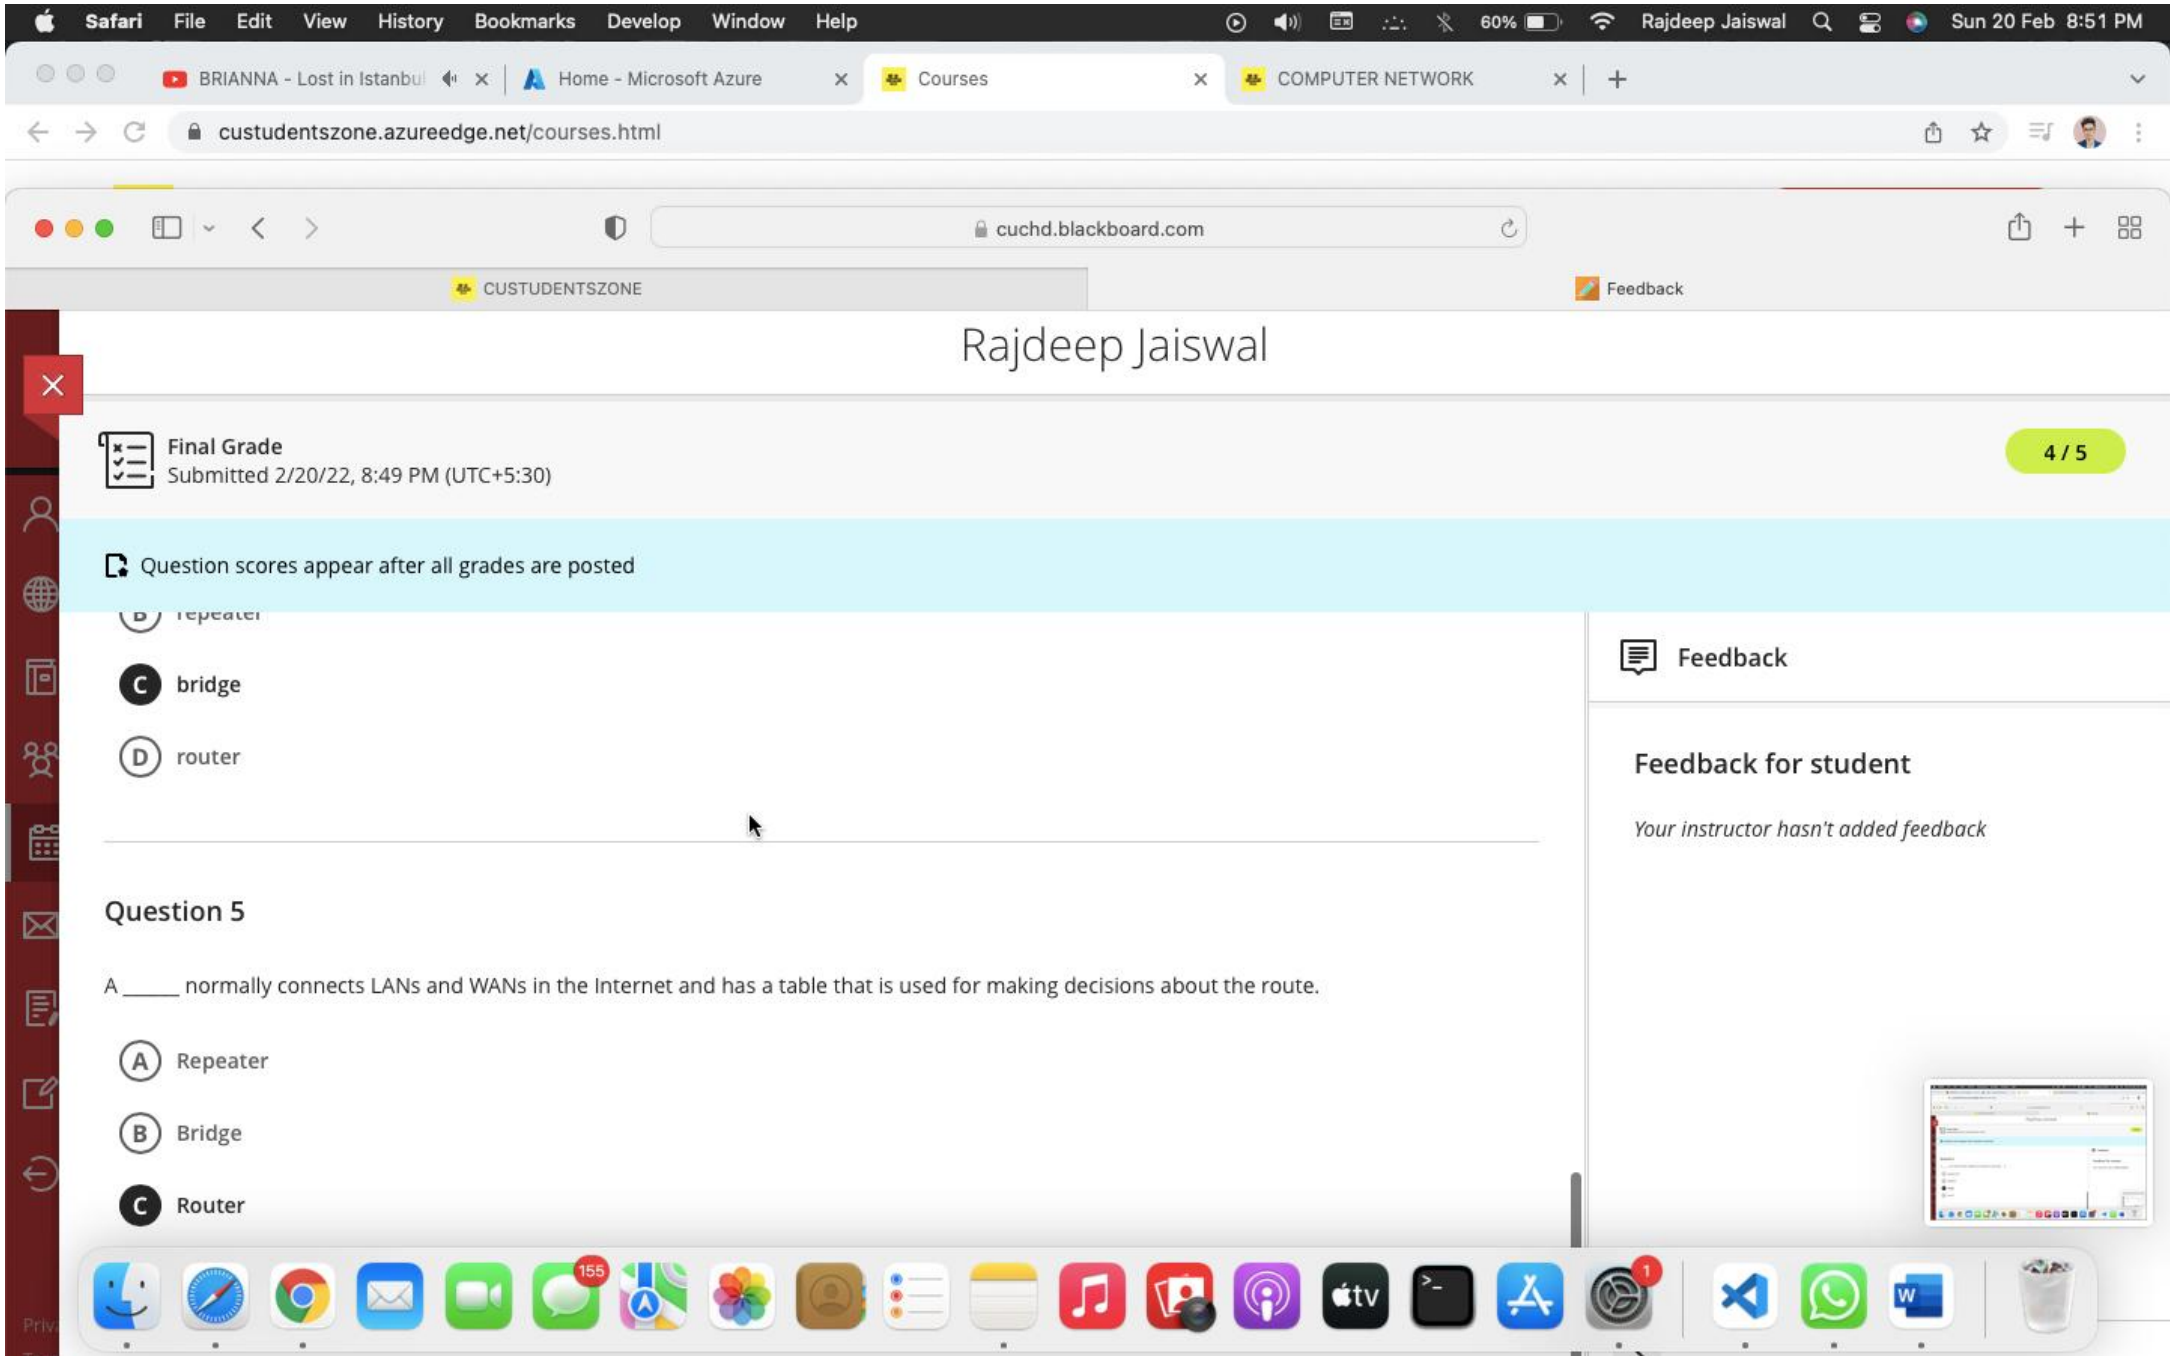 Safari File Edit View History Bookmarks Develop Window Help 60% Rajdeep Jaiswal Sun 20 Feb 8:51 PM
BRIANNA - Lost in Istanbul Home - Microsoft Azure Courses COMPUTER NETWORK
custudentszone.azureedge.net/courses.html
cuchd.blackboard.com
CUSTUDENTSZONE Feedback
Rajdeep Jaiswal
Final Grade
Submitted 2/20/22, 8:49 PM (UTC+5:30)
4 / 5
Question scores appear after all grades are posted
B repeater
C bridge
D router
Feedback
Feedback for student
Your instructor hasn't added feedback
Question 5
A ______ normally connects LANs and WANs in the Internet and has a table that is used for making decisions about the route.
A Repeater
B Bridge
C Router
155
tv
1
W
Priv